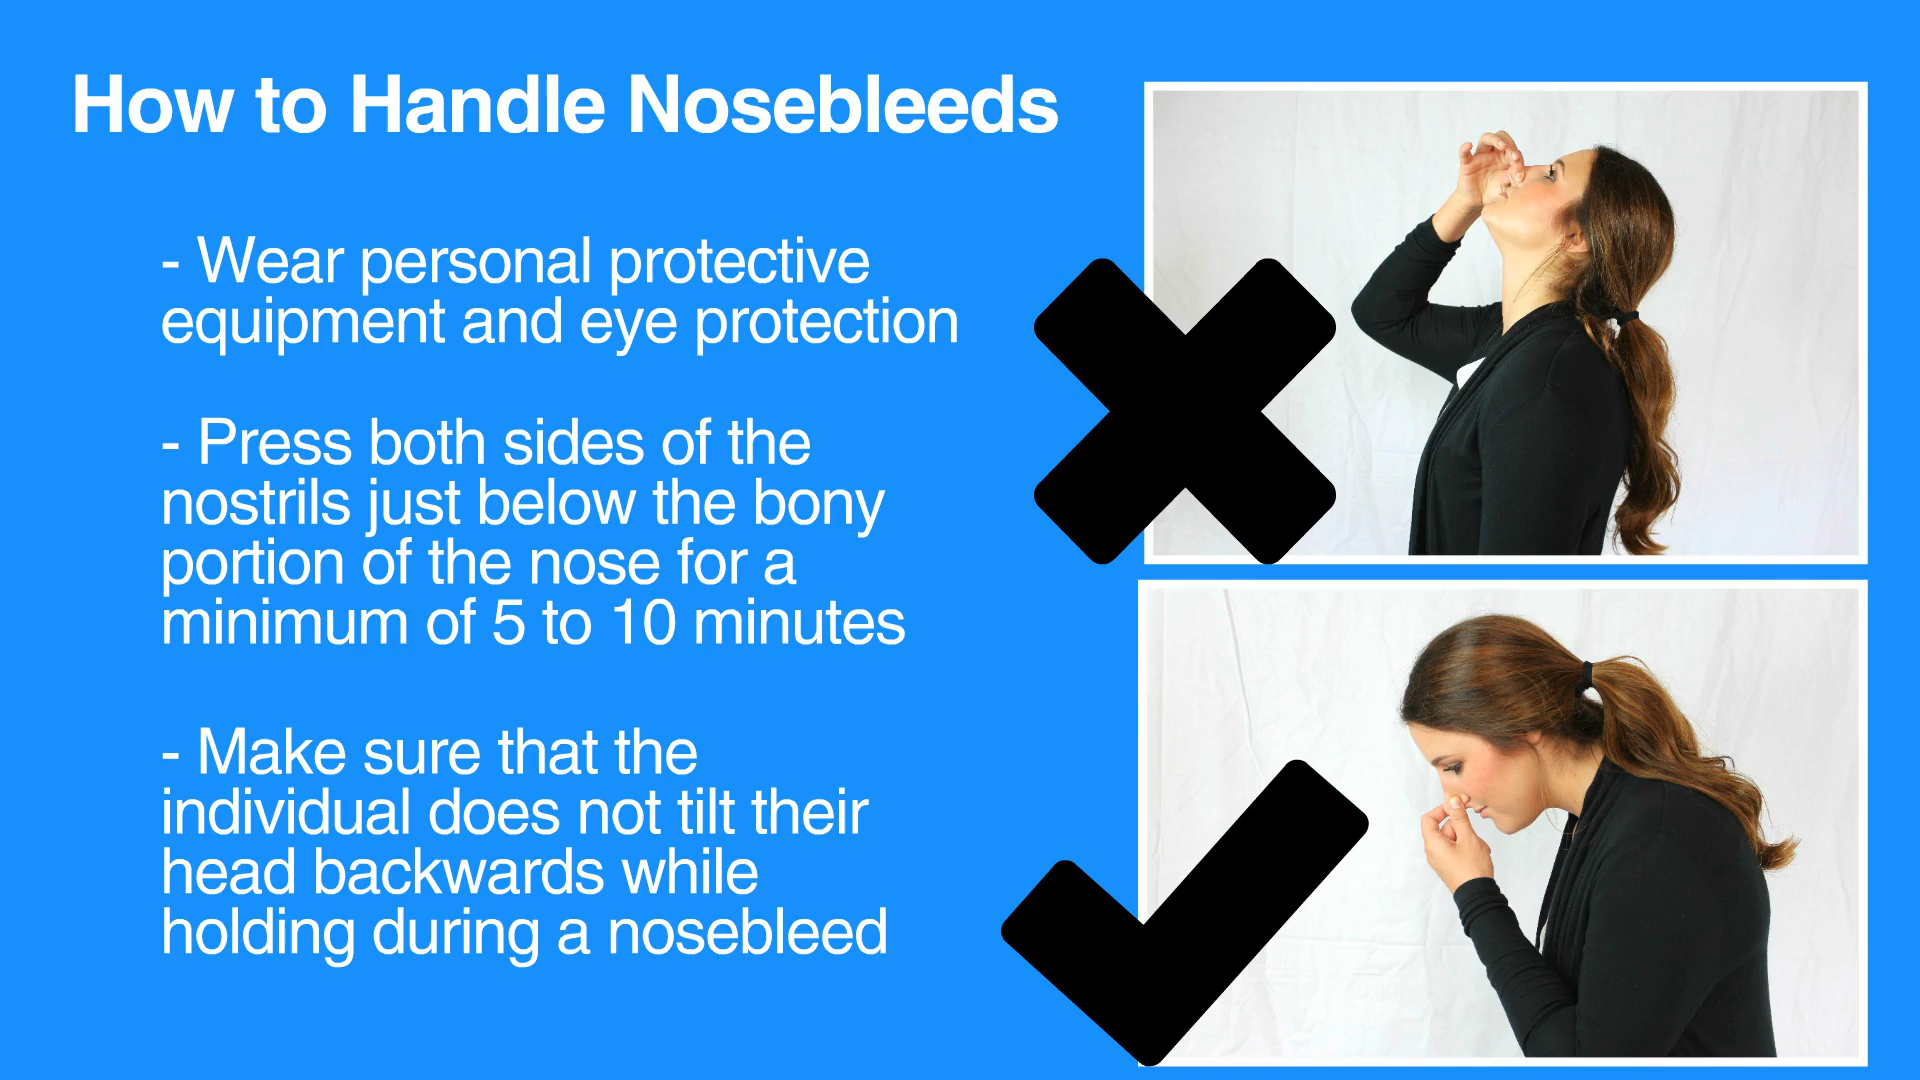 How to Handle Nosebleeds
- Wear personal protective
equipment and eye protection
- Press both sides of the
nostrils just below the bony
portion of the nose for a
minimum of 5 to 10 minutes
- Make sure that the
individual does not tilt their
head backwards while
holding during a nosebleed